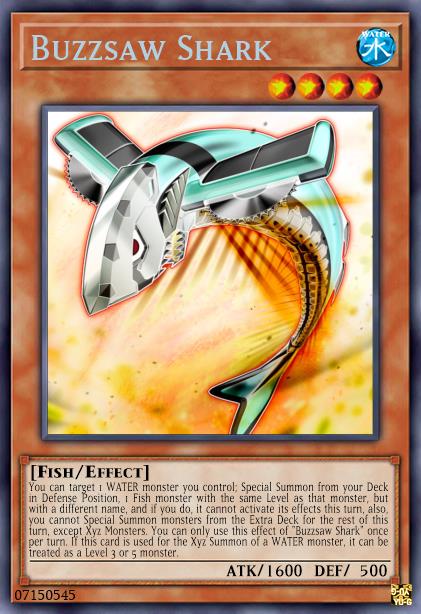 Buzzsaw Shark
WATER
水
[Fish/Effect]
You can target 1 WATER monster you control; Special Summon from your Deck
in Defense Position, 1 Fish monster with the same Level as that monster, but
with a different name, and if you do, it cannot activate its effects this turn, also,
you cannot Special Summon monsters from the Extra Deck for the rest of this
turn, except Xyz Monsters. You can only use this effect of "Buzzsaw Shark" once
per turn. If this card is used for the Xyz Summon of a WATER monster, it can be
treated as a Level 3 or 5 monster.
ATK/1600 DEF/ 500
07150545